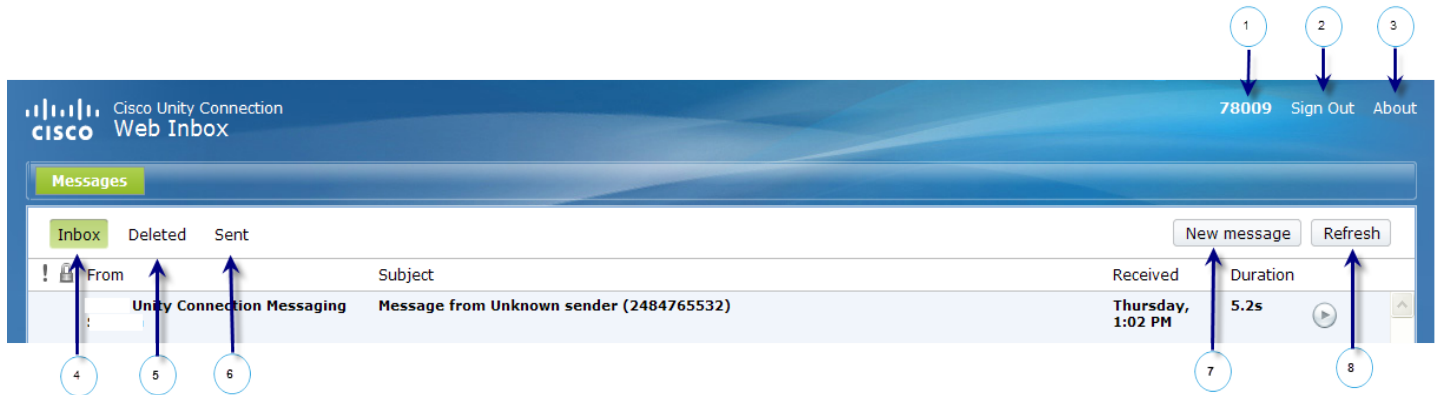 1 2 3
Cisco Unity Connection
CISCO Web Inbox
78009 Sign Out About
Messages
Inbox Deleted Sent New message Refresh
! From Subject Received Duration
Unity Connection Messaging Message from Unknown sender (2484765532) Thursday, 5.2s
1:02 PM
4 5 6 7 8